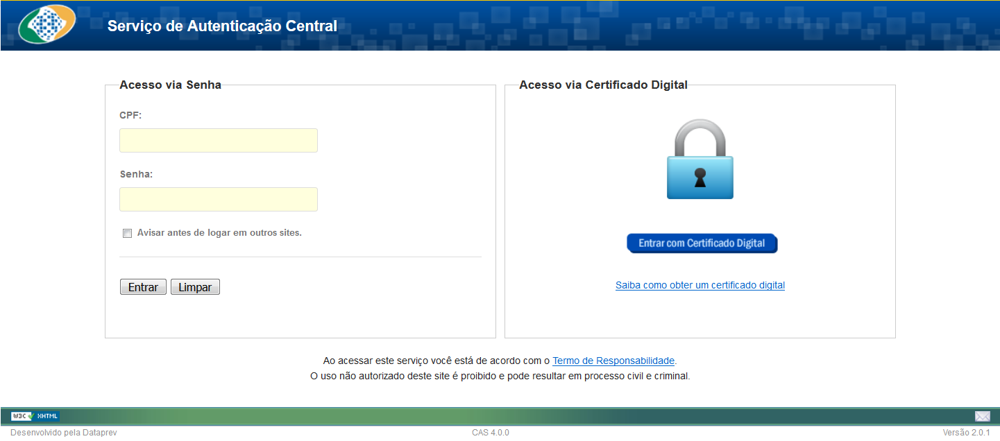 Serviço de Autenticação Central
Acesso via Senha
CPF:
Senha:
Avisar antes de logar em outros sites.
Entrar Limpar
Acesso via Certificado Digital
Entrar com Certificado Digital
Saiba como obter um certificado digital
Ao acessar este serviço você está de acordo com o Termo de Responsabilidade.
O uso não autorizado deste site é proibido e pode resultar em processo civil e criminal.
W3C XHTML
Desenvolvido pela Dataprev CAS 4.0.0 Versão 2.0.1